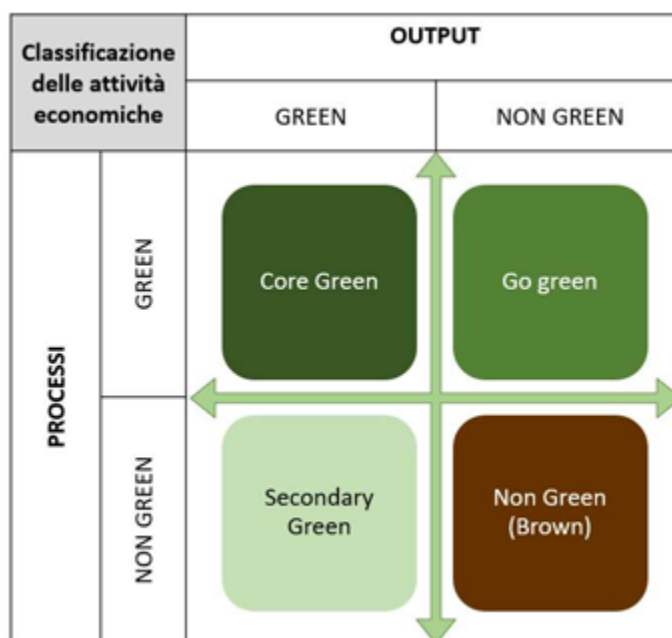 Classificazione
delle attività
economiche
OUTPUT
GREEN
NON GREEN
PROCESSI
GREEN
Core Green
Go green
NON GREEN
Secondary
Green
Non Green
(Brown)